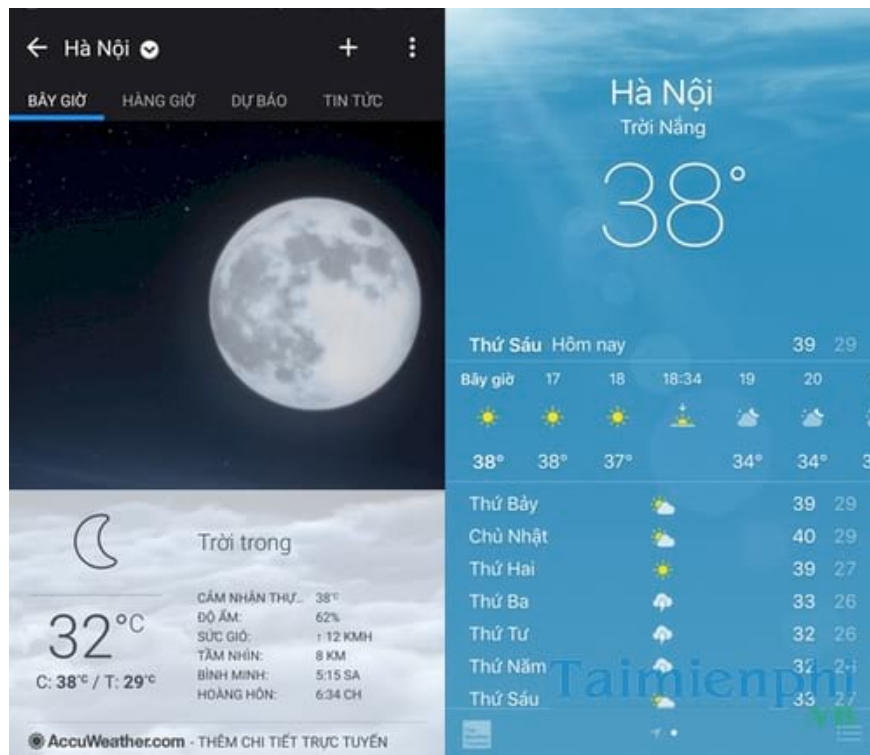 Hà Nội
BÂY GIỜ HÀNG GIỜ DỰ BÁO TIN TỨC
Trời trong
32°C
C: 38°C / T: 29°C
CẢM NHẬN THỰ... 38°C
ĐỘ ẨM: 62%
SỨC GIÓ: ↑ 12 KMH
TẦM NHÌN: 8 KM
BÌNH MINH: 5:15 SA
HOÀNG HÔN: 6:34 CH
AccuWeather.com - THÊM CHI TIẾT TRỰC TUYẾN
Hà Nội
Trời Nắng
38°
Thứ Sáu Hôm nay 39 29
Bây giờ 17 18 18:34 19 20
38° 38° 37° 34° 34° 3
Thứ Bảy 39 29
Chủ Nhật 40 29
Thứ Hai 39 27
Thứ Ba 33 26
Thứ Tư 32 26
Thứ Năm 32
Thứ Sáu 33 27
Taimienphi
.vn